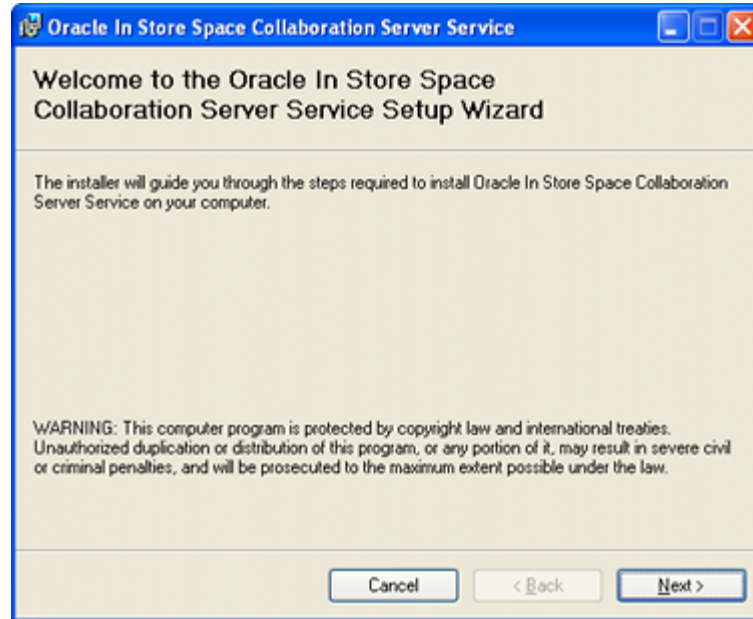 Oracle In Store Space Collaboration Server Service
Welcome to the Oracle In Store Space
Collaboration Server Service Setup Wizard
The installer will guide you through the steps required to install Oracle In Store Space Collaboration
Server Service on your computer.
WARNING: This computer program is protected by copyright law and international treaties.
Unauthorized duplication or distribution of this program, or any portion of it, may result in severe civil
or criminal penalties, and will be prosecuted to the maximum extent possible under the law.
Cancel < Back Next >